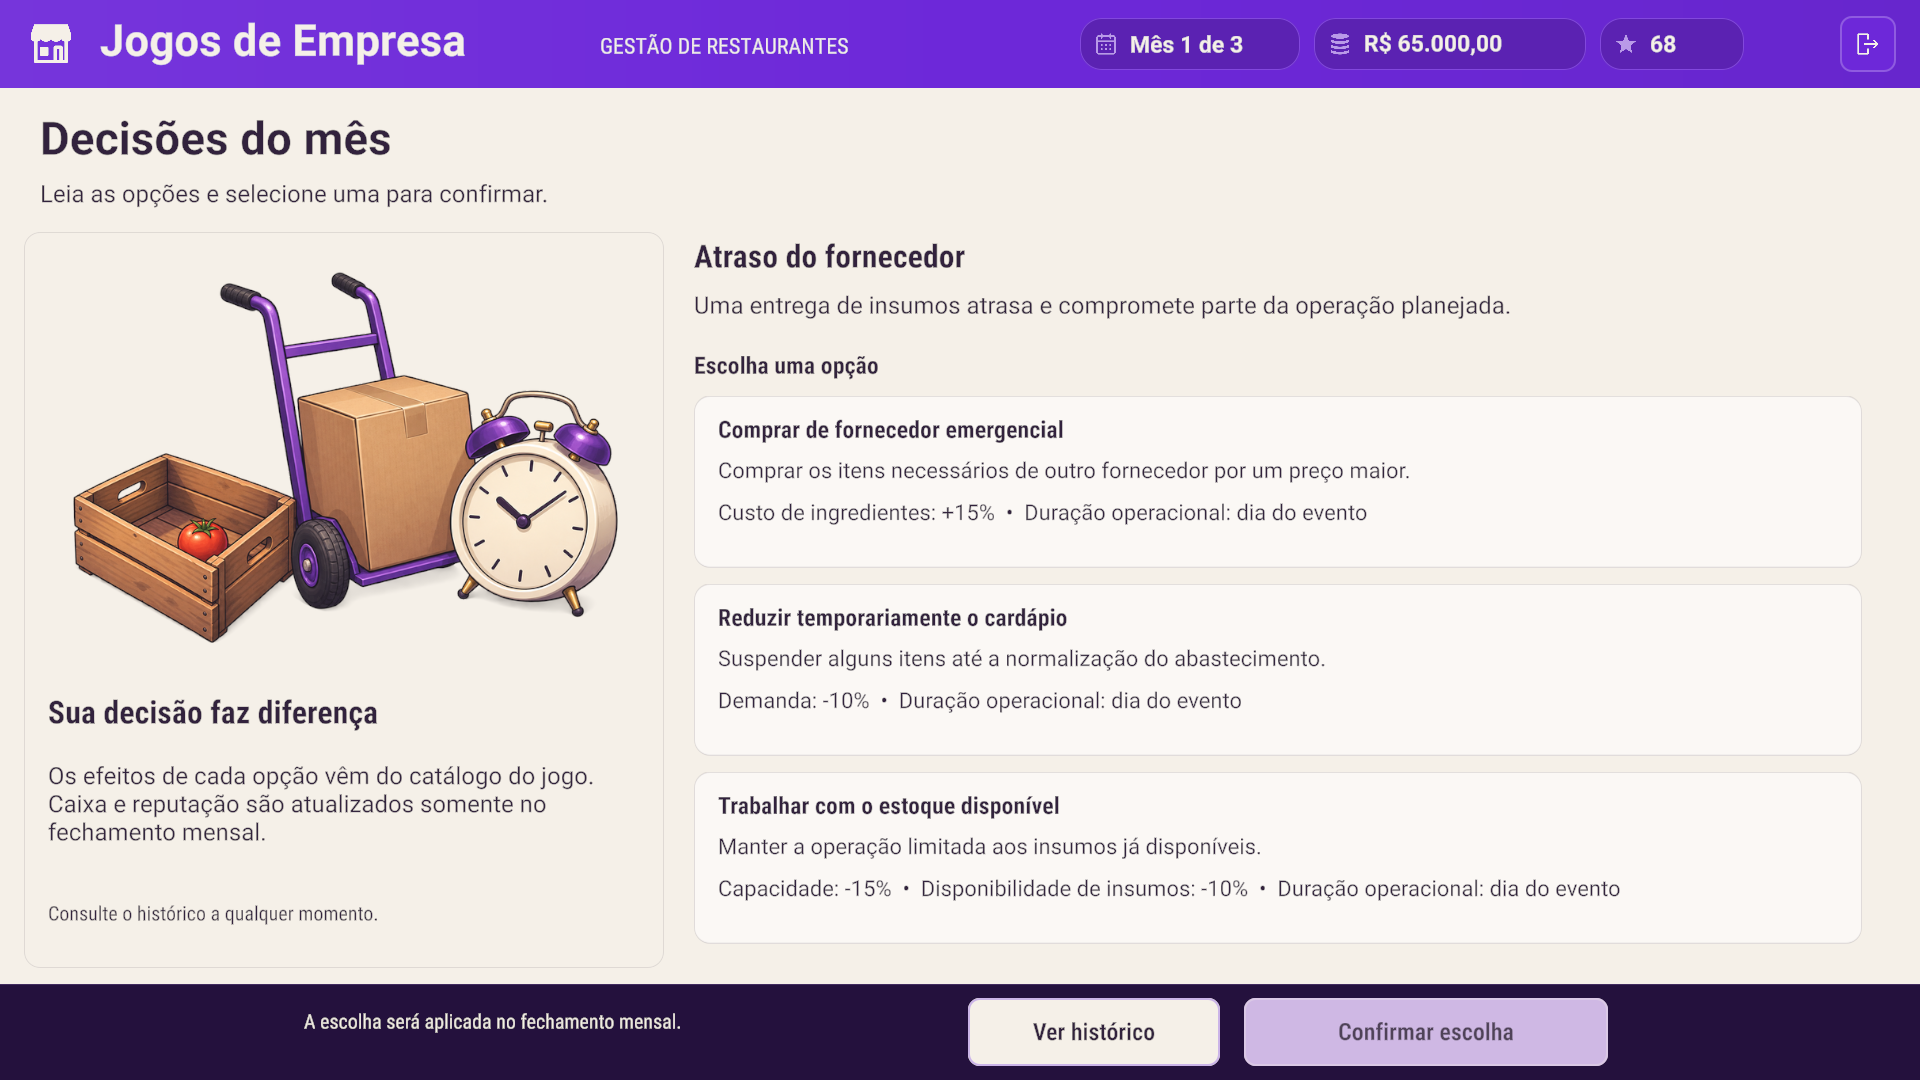 Jogos de Empresa
GESTÃO DE RESTAURANTES
Mês 1 de 3
R$ 65.000,00
68
Decisões do mês
Leia as opções e selecione uma para confirmar.
Sua decisão faz diferença
Os efeitos de cada opção vêm do catálogo do jogo.
Caixa e reputação são atualizados somente no
fechamento mensal.
Consulte o histórico a qualquer momento.
Atraso do fornecedor
Uma entrega de insumos atrasa e compromete parte da operação planejada.
Escolha uma opção
Comprar de fornecedor emergencial
Comprar os itens necessários de outro fornecedor por um preço maior.
Custo de ingredientes: +15% • Duração operacional: dia do evento
Reduzir temporariamente o cardápio
Suspender alguns itens até a normalização do abastecimento.
Demanda: -10% • Duração operacional: dia do evento
Trabalhar com o estoque disponível
Manter a operação limitada aos insumos já disponíveis.
Capacidade: -15% • Disponibilidade de insumos: -10% • Duração operacional: dia do evento
A escolha será aplicada no fechamento mensal.
Ver histórico
Confirmar escolha